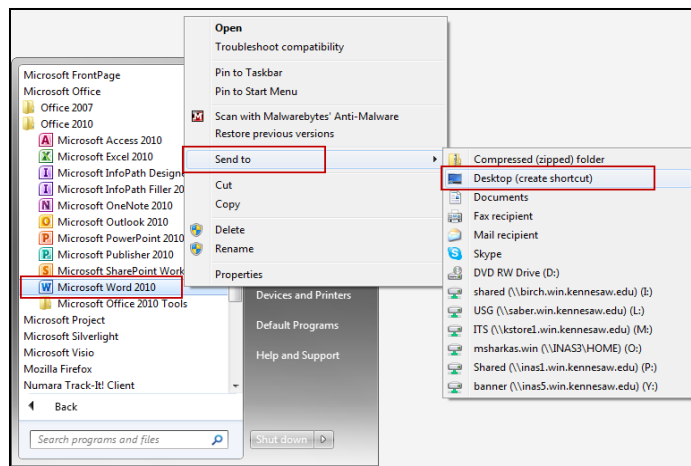 Microsoft FrontPage
Microsoft Office
Office 2007
Office 2010
Microsoft Access 2010
Microsoft Excel 2010
Microsoft InfoPath Design
Microsoft InfoPath Filler 20
Microsoft OneNote 2010
Microsoft Outlook 2010
Microsoft PowerPoint 2010
Microsoft Publisher 2010
Microsoft SharePoint Work
Microsoft Word 2010
Microsoft Office 2010 Tools
Microsoft Project
Microsoft Silverlight
Microsoft Visio
Mozilla Firefox
Numara Track-It! Client
Back
Search programs and files
Devices and Printers
Default Programs
Help and Support
Shut down
Open
Troubleshoot compatibility
Pin to Taskbar
Pin to Start Menu
Scan with Malwarebytes' Anti-Malware
Restore previous versions
Send to
Cut
Copy
Delete
Rename
Properties
Compressed (zipped) folder
Desktop (create shortcut)
Documents
Fax recipient
Mail recipient
Skype
DVD RW Drive (D:)
shared (\\birch.win.kennesaw.edu) (I:)
USG (\\saber.win.kennesaw.edu) (L:)
ITS (\\kstore1.win.kennesaw.edu) (M:)
msharkas.win (\\INAS3\HOME) (O:)
Shared (\\inas1.win.kennesaw.edu) (P:)
banner (\\inas5.win.kennesaw.edu) (Y:)